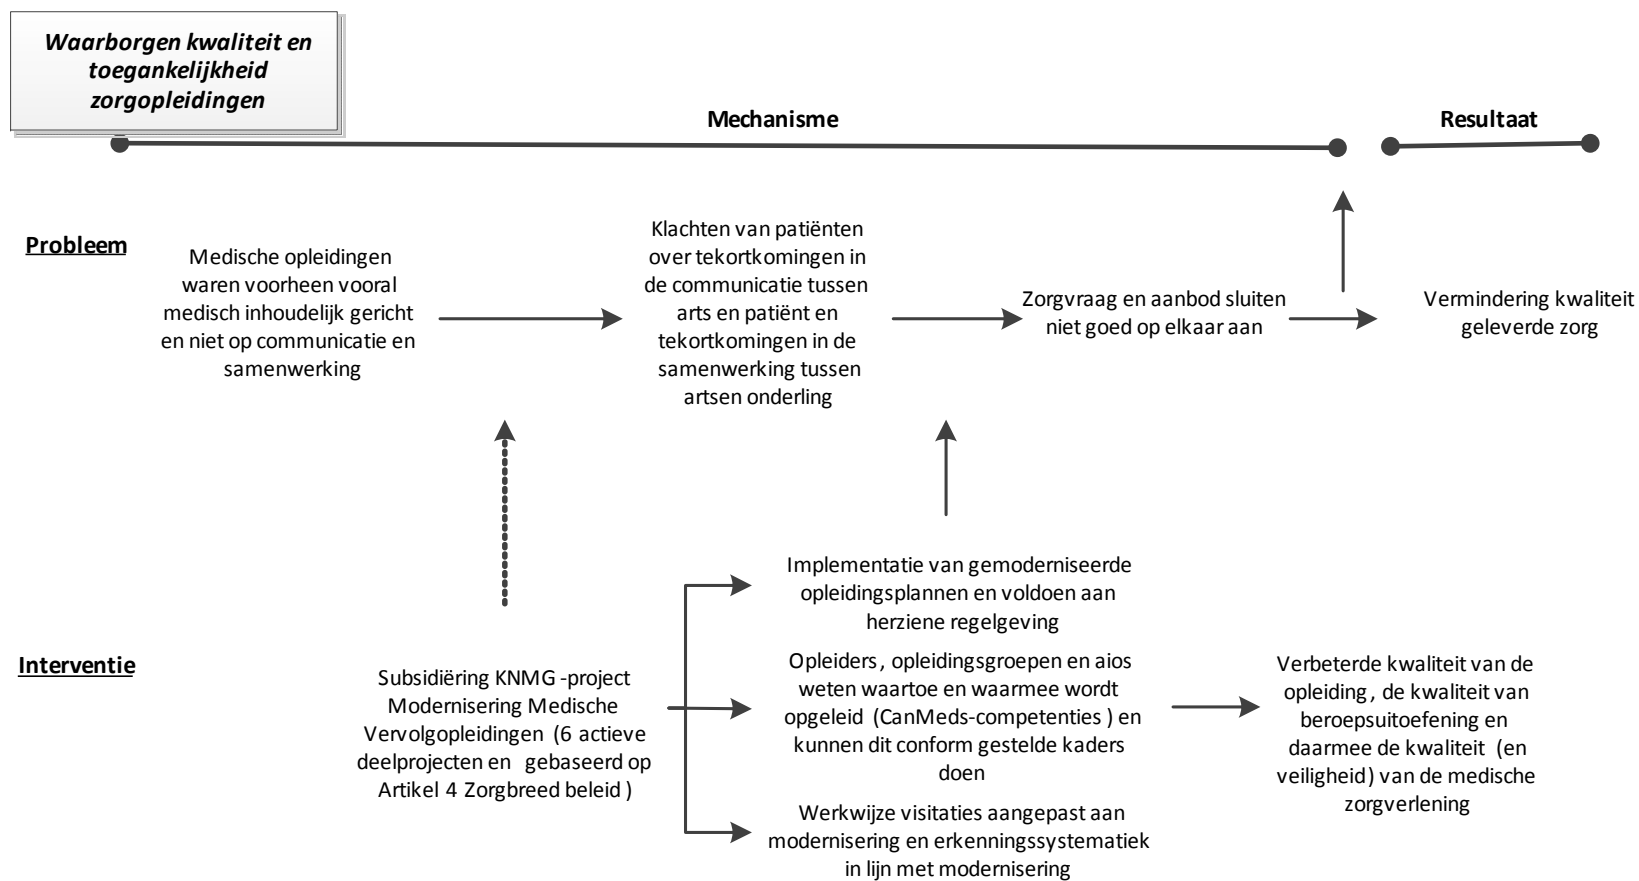 Waarborgen kwaliteit en
toegankelijkheid
zorgopleidingen
Mechanisme
Resultaat
Probleem
Medische opleidingen
waren voorheen vooral
medisch inhoudelijk gericht
en niet op communicatie en
samenwerking
Klachten van patiënten
over tekortkomingen in
de communicatie tussen
arts en patiënt en
tekortkomingen in de
samenwerking tussen
artsen onderling
Zorgvraag en aanbod sluiten
niet goed op elkaar aan
Vermindering kwaliteit
geleverde zorg
Interventie
Subsidiëring KNMG-project
Modernisering Medische
Vervolgopleidingen (6 actieve
deelprojecten en gebaseerd op
Artikel 4 Zorgbreed beleid)
Implementatie van gemoderniseerde
opleidingsplannen en voldoen aan
herziene regelgeving
Opleiders, opleidingsgroepen en aios
weten waartoe en waarmee wordt
opgeleid (CanMeds-competenties) en
kunnen dit conform gestelde kaders
doen
Werkwijze visitaties aangepast aan
modernisering en erkenningssystematiek
in lijn met modernisering
Verbeterde kwaliteit van de
opleiding, de kwaliteit van
beroepsuitoefening en
daarmee de kwaliteit (en
veiligheid) van de medische
zorgverlening